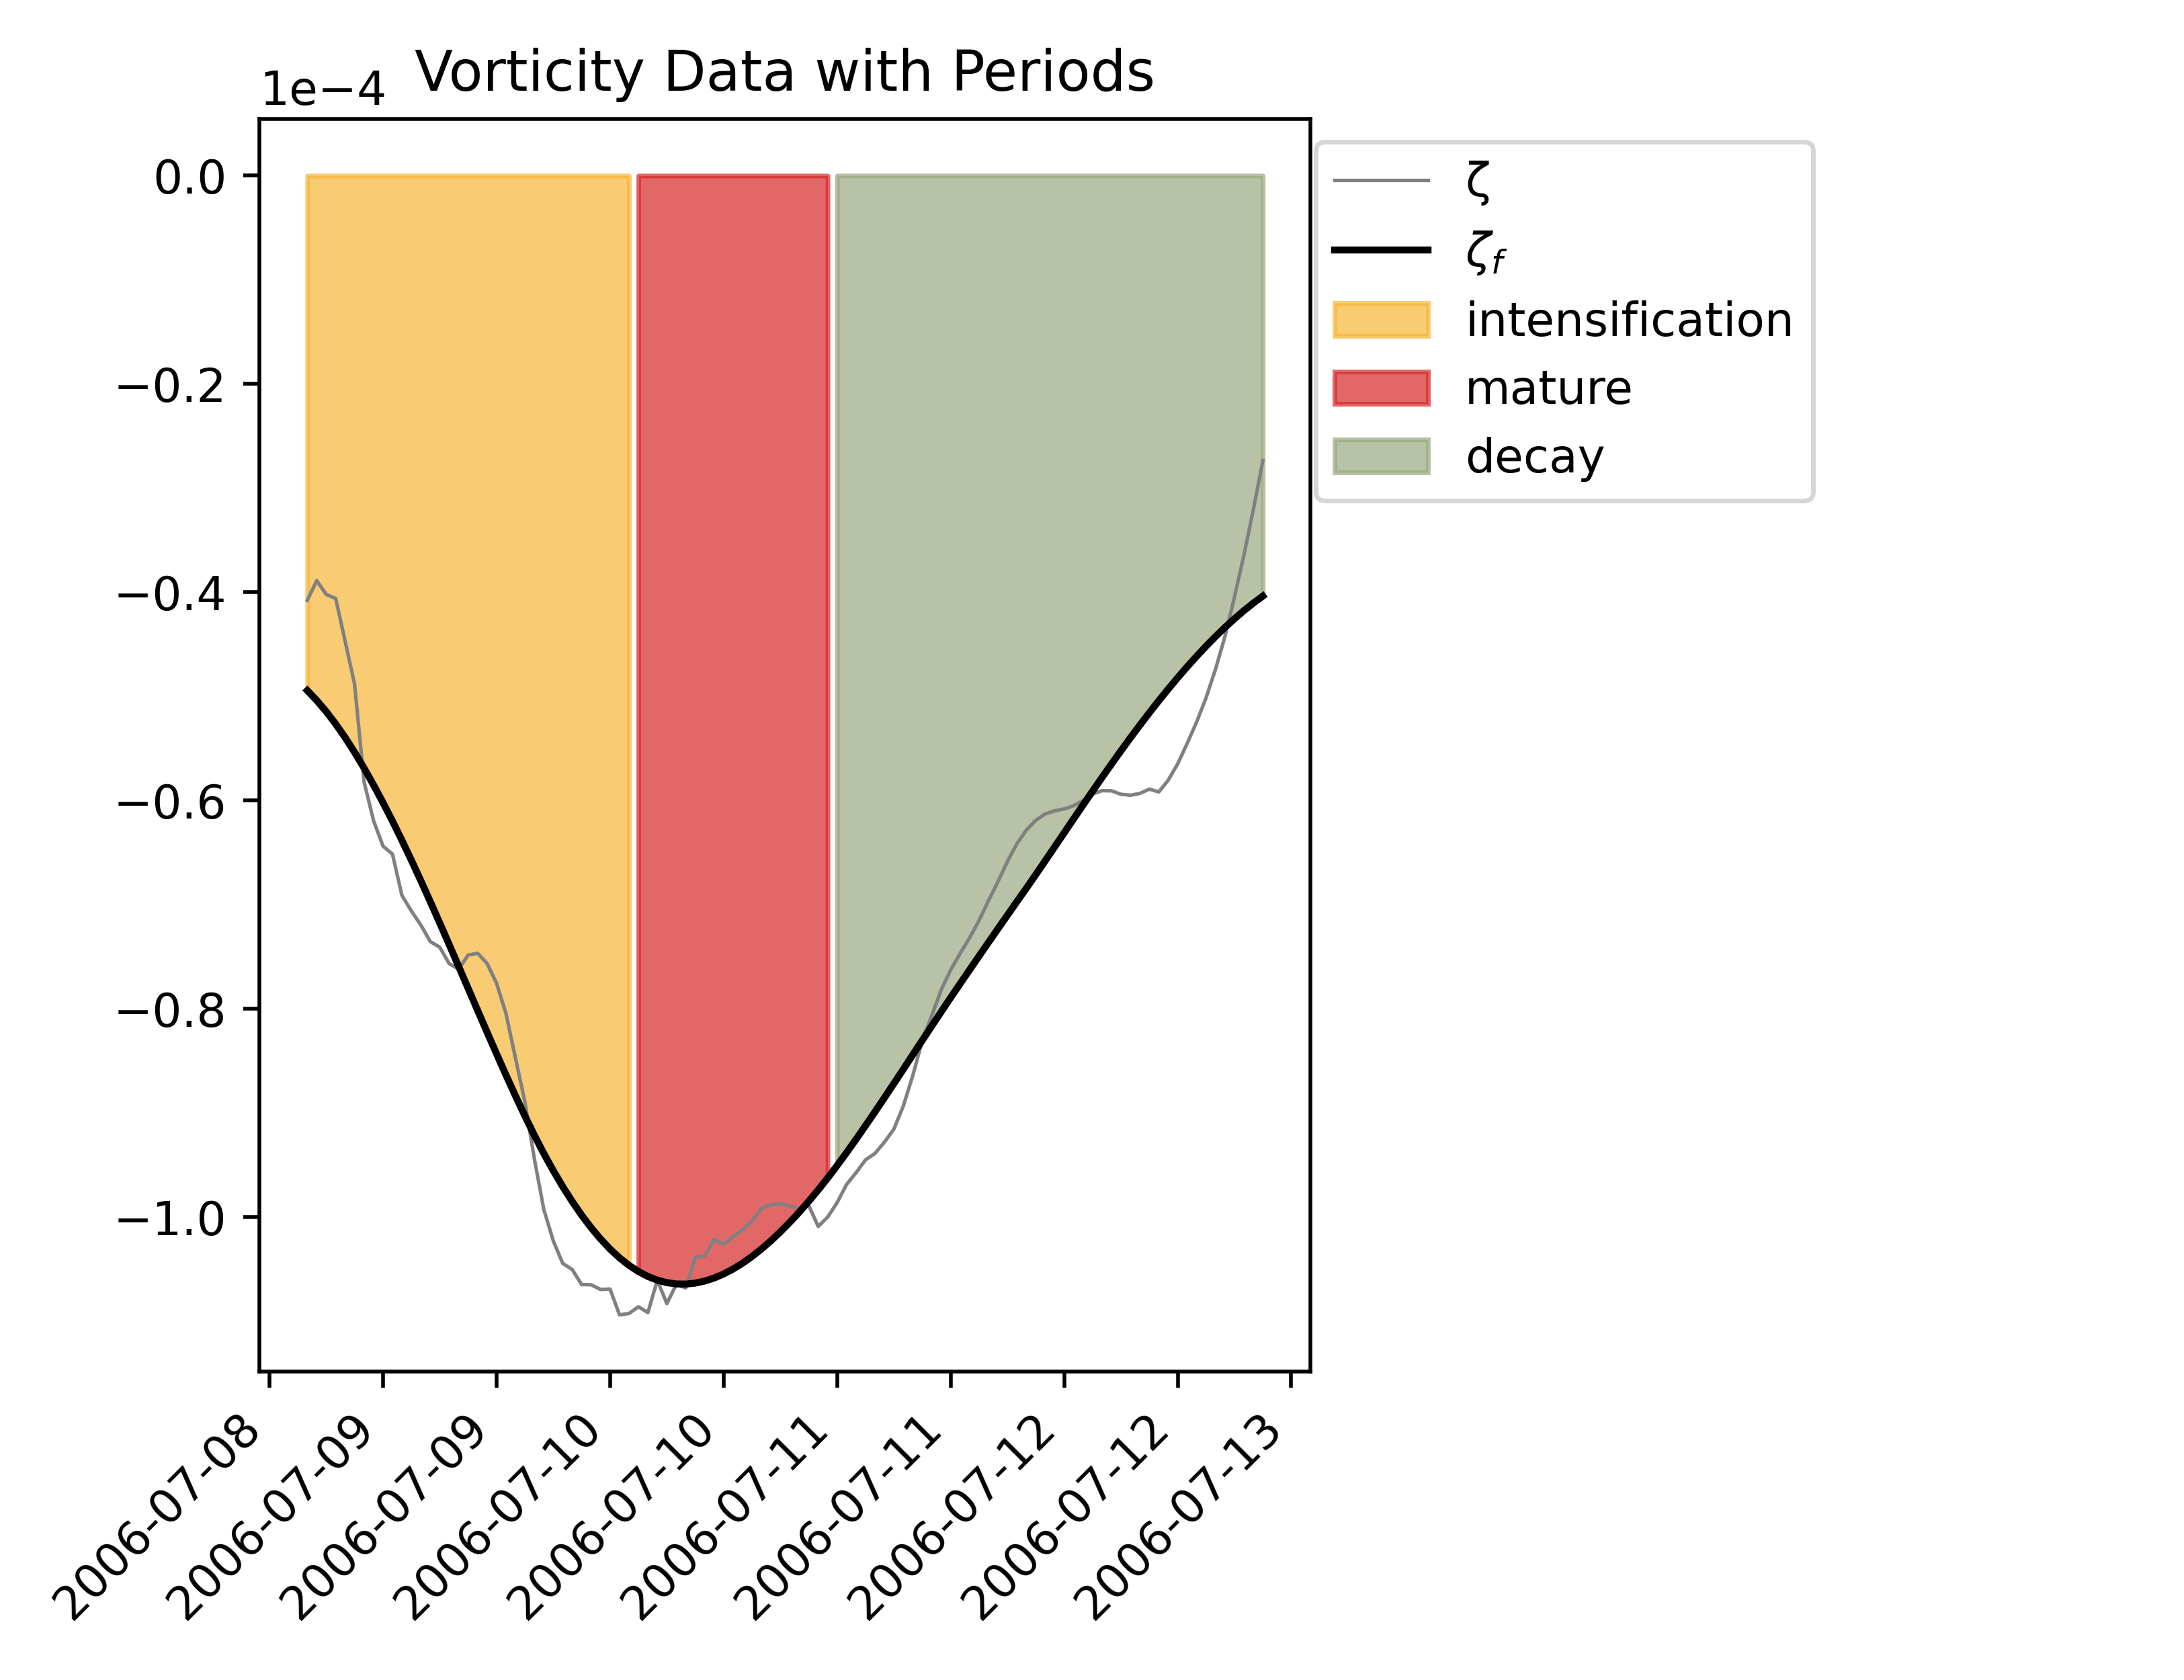 Vorticity Data with Periods
1e−4
0.0
−0.2
−0.4
−0.6
−0.8
−1.0
2006-07-08
2006-07-09
2006-07-09
2006-07-10
2006-07-10
2006-07-11
2006-07-11
2006-07-12
2006-07-12
2006-07-13
ζ
ζf
intensification
mature
decay